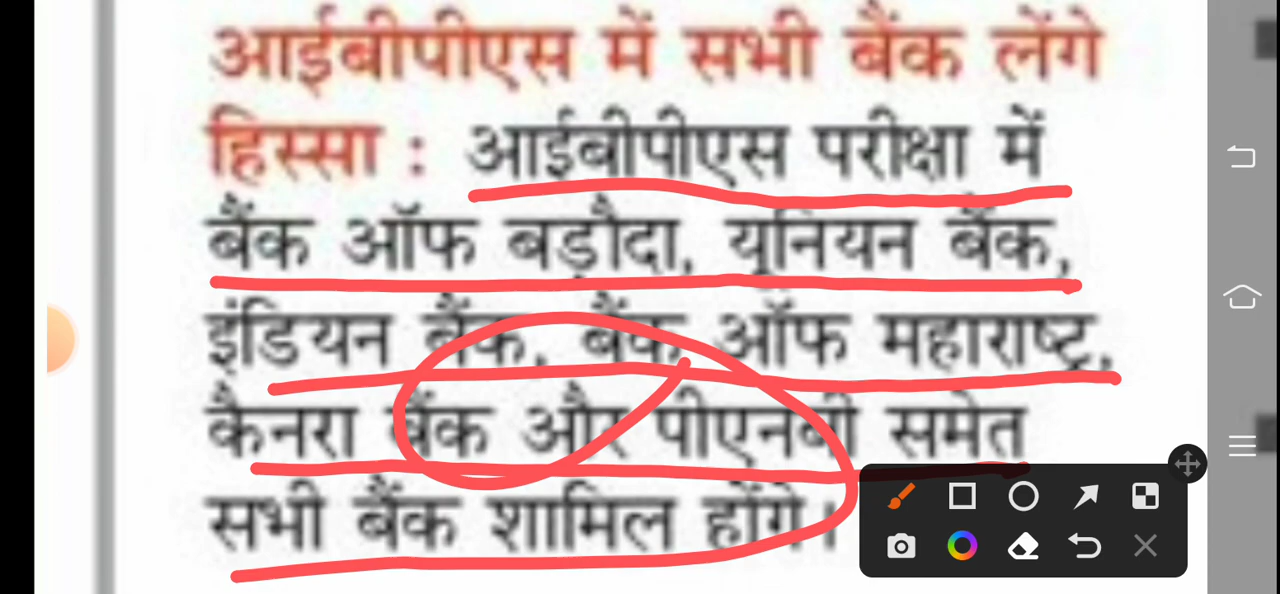 आईबीपीएस में सभी बैंक लेंगे
हिस्सा : आईबीपीएस परीक्षा में
बैंक ऑफ बड़ौदा, यूनियन बैंक,
इंडियन बैंक, बैंक ऑफ महाराष्ट्र,
कैनरा बैंक और पीएनबी समेत
सभी बैंक शामिल होंगे।